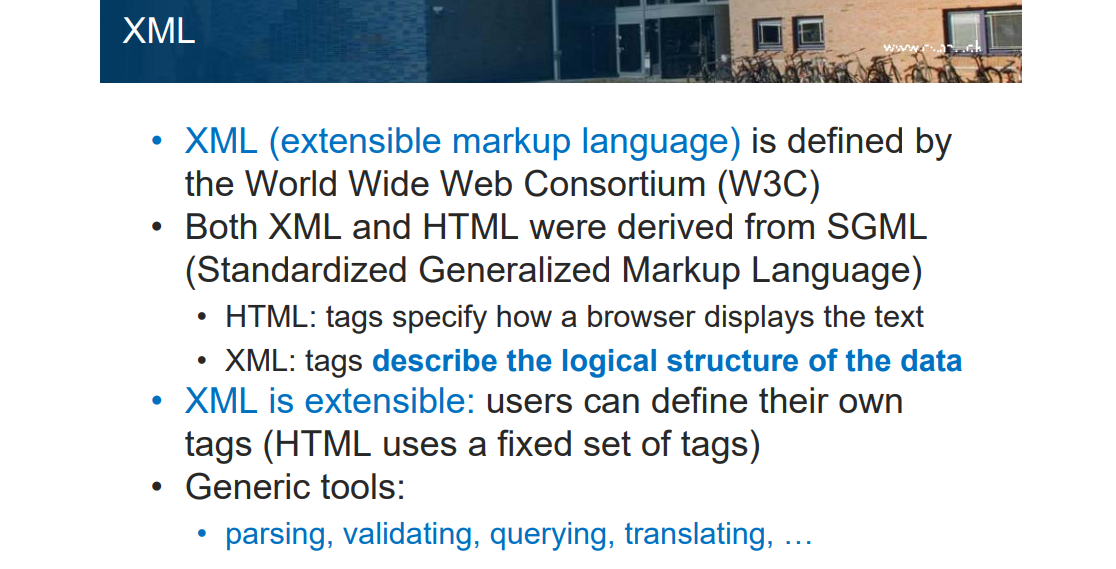 XML
• XML (extensible markup language) is defined by
the World Wide Web Consortium (W3C)
• Both XML and HTML were derived from SGML
(Standardized Generalized Markup Language)
• HTML: tags specify how a browser displays the text
• XML: tags describe the logical structure of the data
• XML is extensible: users can define their own
tags (HTML uses a fixed set of tags)
• Generic tools:
• parsing, validating, querying, translating, …